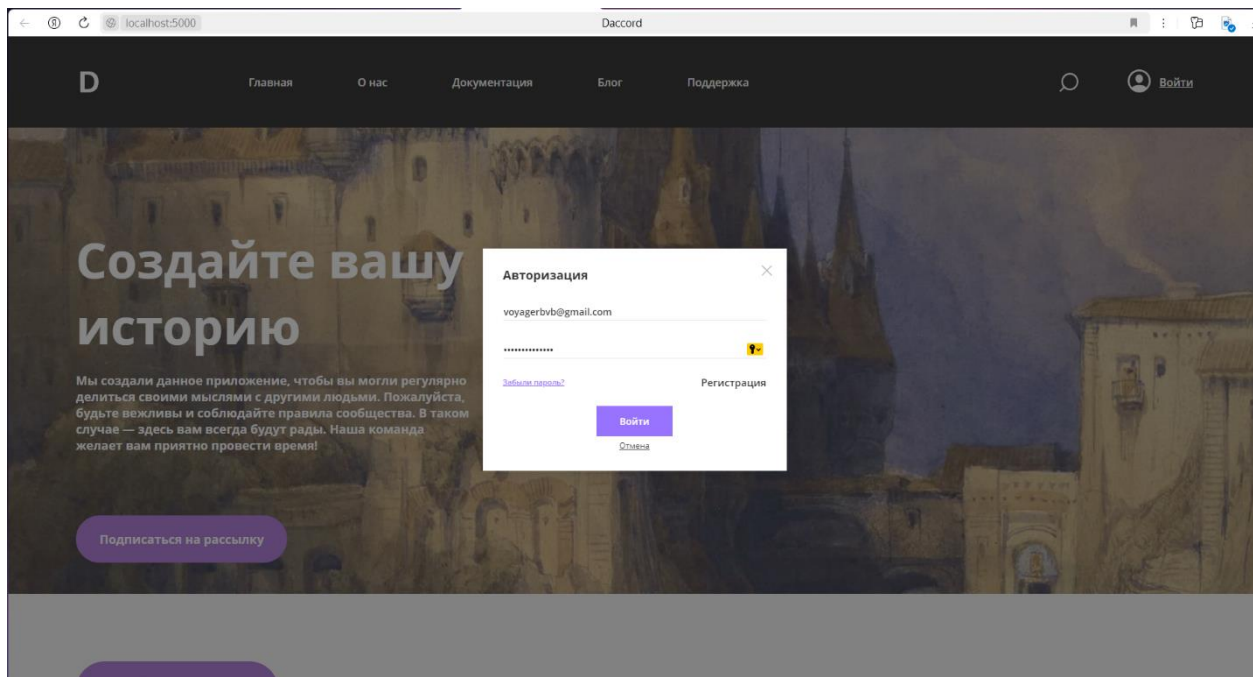 localhost:5000
Daccord
D
Главная
О нас
Документация
Блог
Поддержка
Войти
Создайте вашу
историю
Мы создали данное приложение, чтобы вы могли регулярно
делиться своими мыслями с другими людьми. Пожалуйста,
будьте вежливы и соблюдайте правила сообщества. В таком
случае — здесь вам всегда будут рады. Наша команда
желает вам приятно провести время!
Подписаться на рассылку
Авторизация
voyagerbvb@gmail.com
••••••••••••••
Забыли пароль?
Регистрация
Войти
Отмена